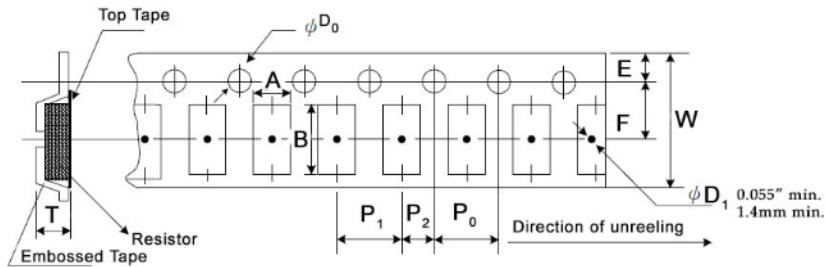 Top Tape
ϕD₀
A
E
B
F
W
T
P₁
P₂
P₀
ϕD₁ 0.055" min.
1.4mm min.
Direction of unreeling
Resistor
Embossed Tape